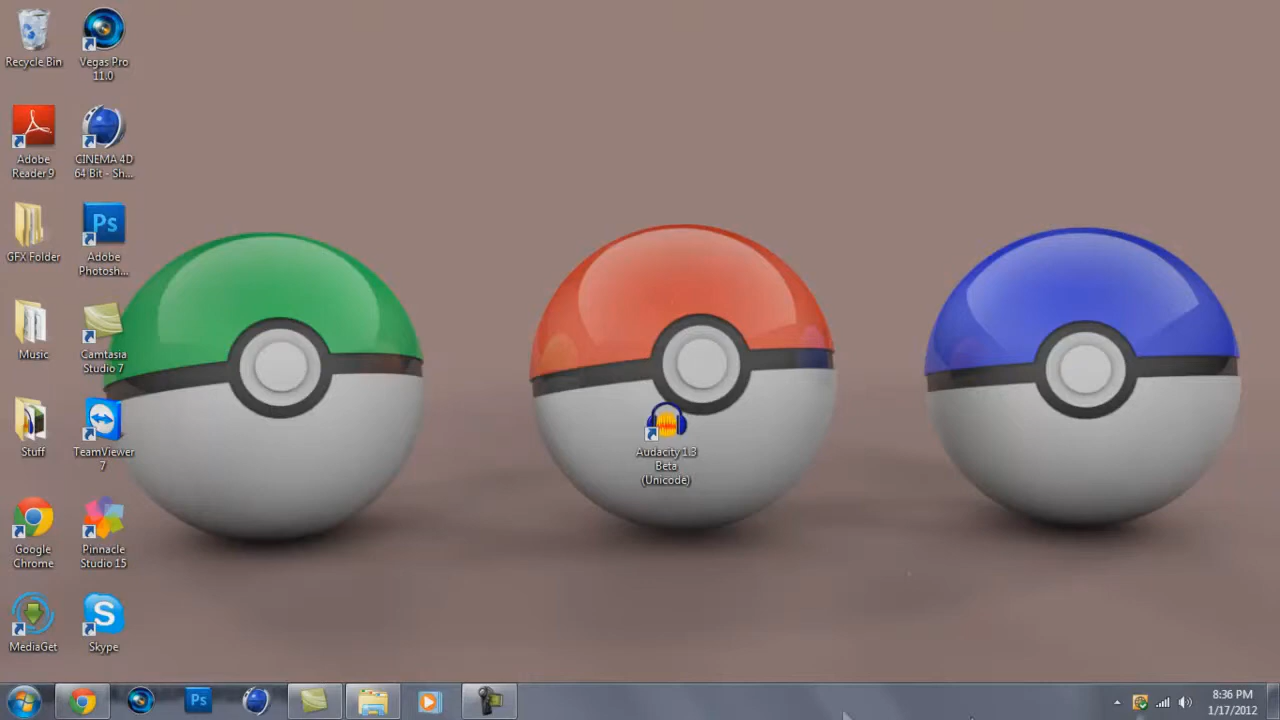 Recycle Bin
Vegas Pro
11.0
Adobe
Reader 9
CINEMA 4D
64 Bit - Sh...
GFX Folder
Ps
Adobe
Photosh...
Music
Camtasia
Studio 7
Stuff
TeamViewer
7
Audacity 1.3
Beta
(Unicode)
Google
Chrome
Pinnacle
Studio 15
MediaGet
S
Skype
Ps
8:36 PM
1/17/2012